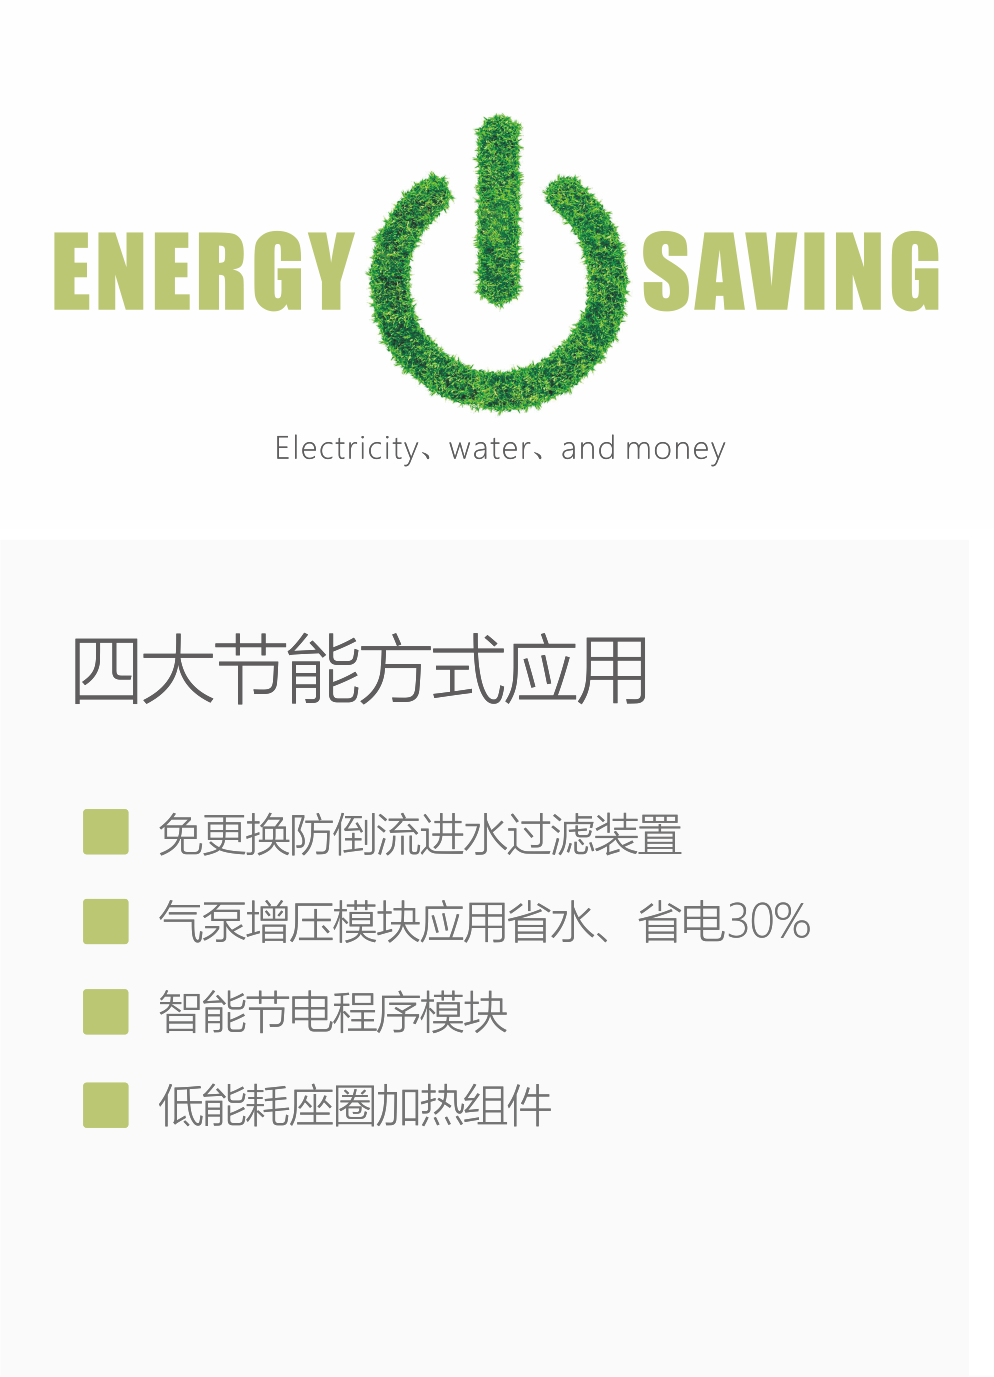 ENERGY SAVING
Electricity、water、and money
四大节能方式应用
免更换防倒流进水过滤装置
气泵增压模块应用省水、省电30%
智能节电程序模块
低能耗座圈加热组件